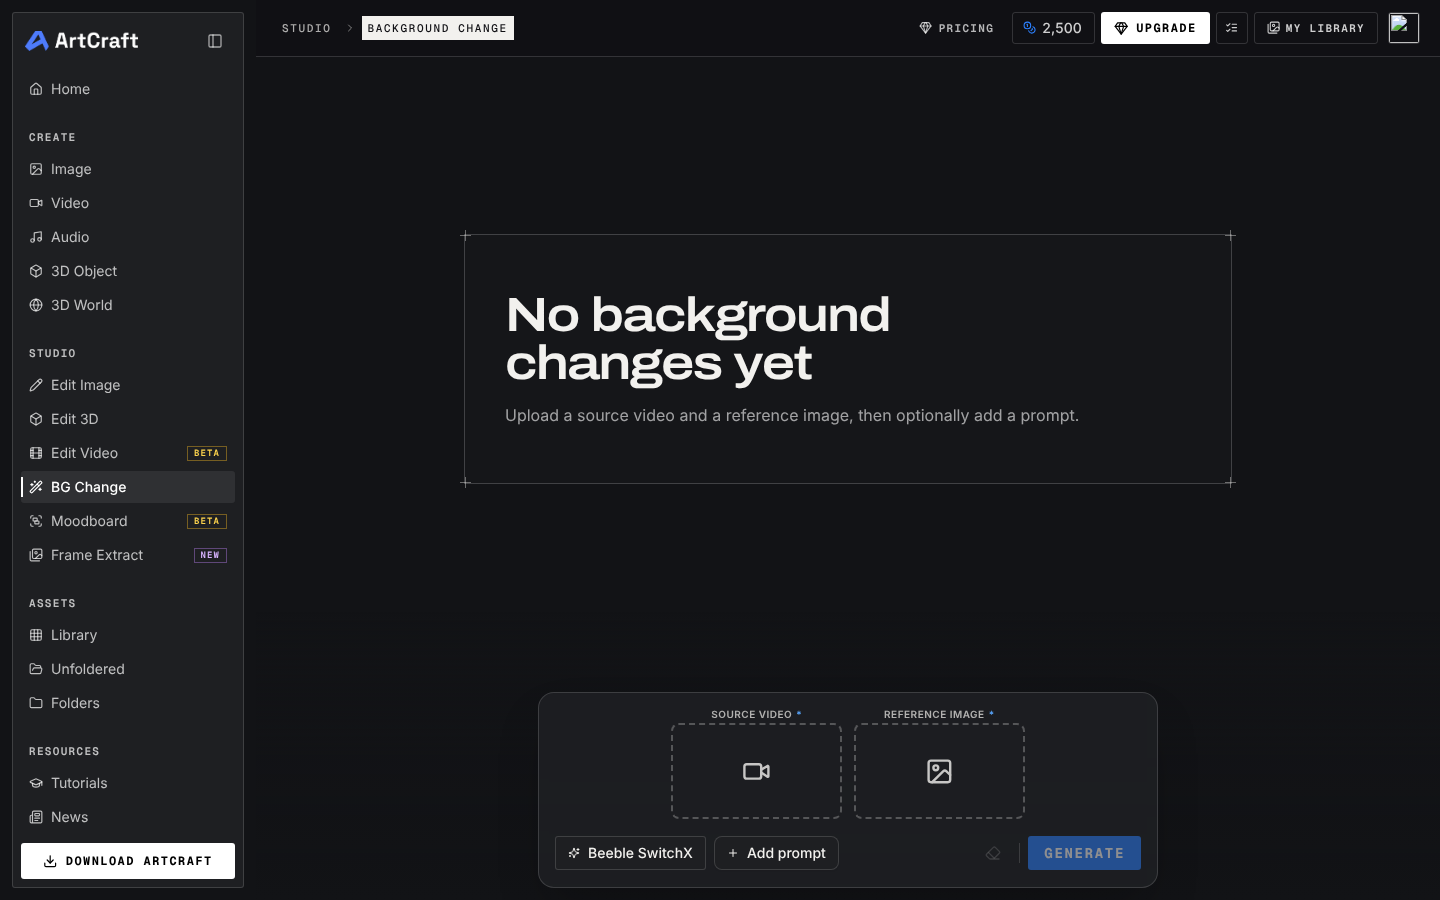 ArtCraft
Home
CREATE
Image
Video
Audio
3D Object
3D World
STUDIO
Edit Image
Edit 3D
Edit Video BETA
BG Change
Moodboard BETA
Frame Extract NEW
ASSETS
Library
Unfoldered
Folders
RESOURCES
Tutorials
News
DOWNLOAD ARTCRAFT
STUDIO > BACKGROUND CHANGE
PRICING 2,500 UPGRADE MY LIBRARY
No background
changes yet
Upload a source video and a reference image, then optionally add a prompt.
SOURCE VIDEO * REFERENCE IMAGE *
Beeble SwitchX + Add prompt GENERATE